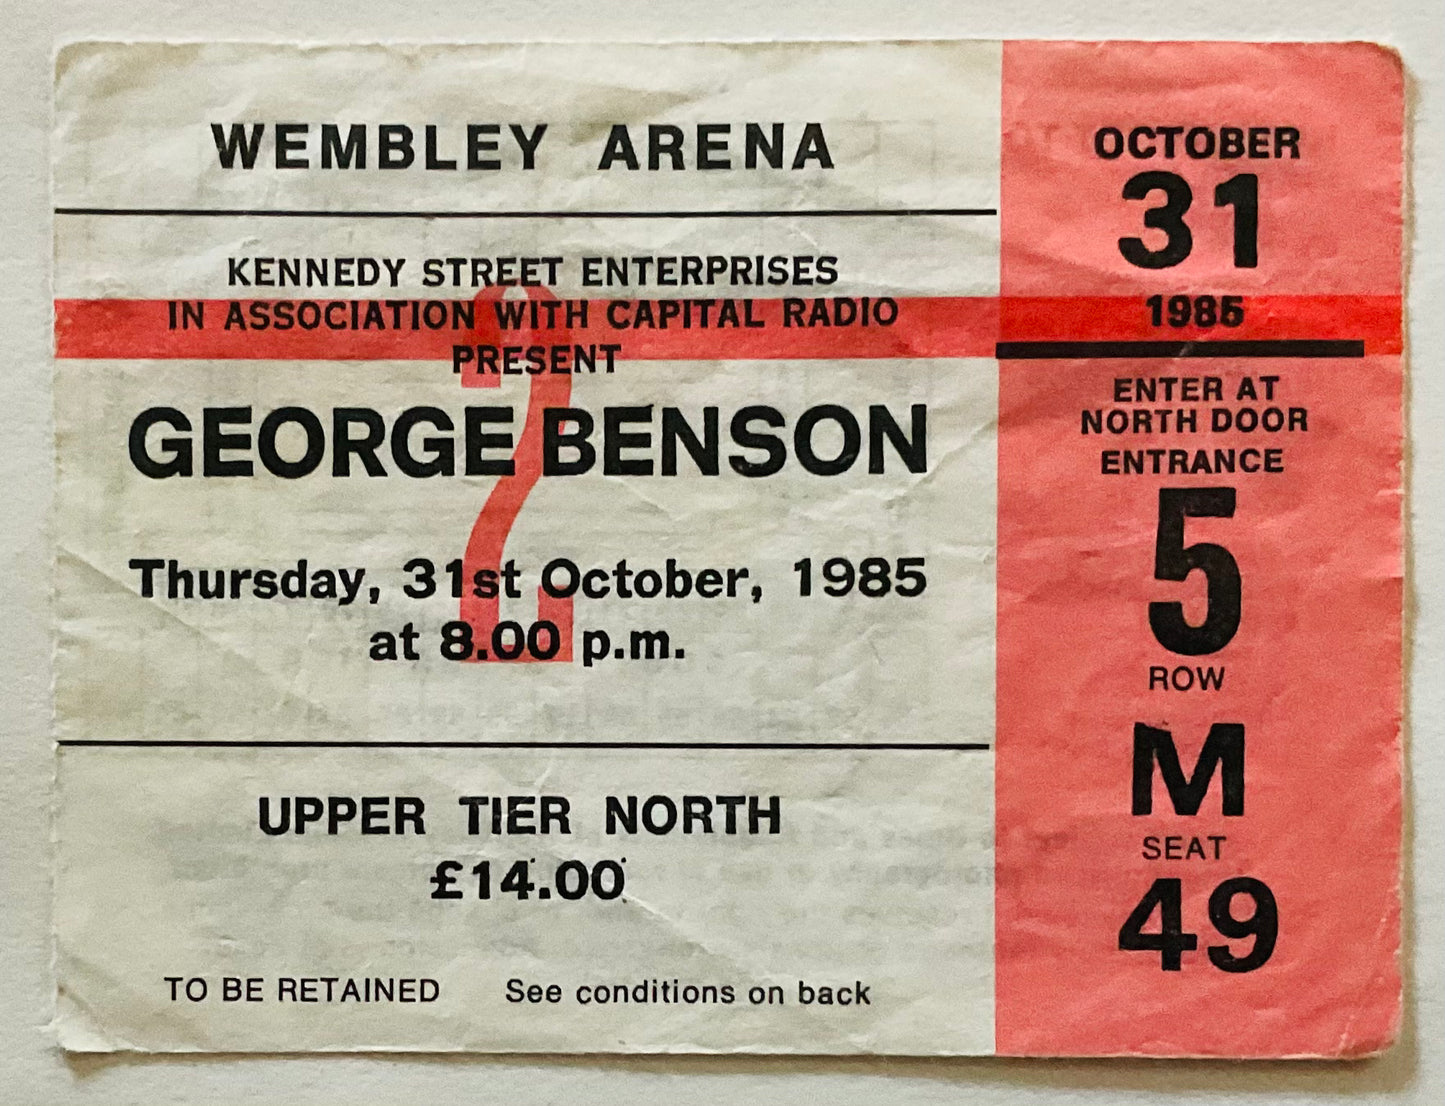 WEMBLEY ARENA
KENNEDY STREET ENTERPRISES
IN ASSOCIATION WITH CAPITAL RADIO
PRESENT
GEORGE BENSON
2
Thursday, 31st October, 1985
at 8.00 p.m.
UPPER TIER NORTH
£14.00
TO BE RETAINED See conditions on back
OCTOBER
31
1985
ENTER AT
NORTH DOOR
ENTRANCE
5
ROW
M
SEAT
49